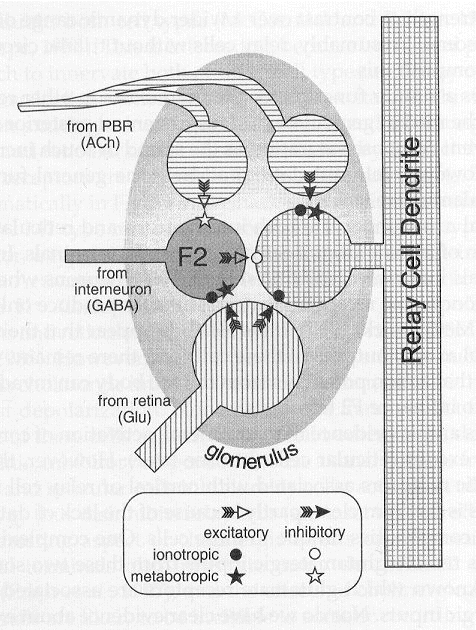 from PBR
(ACh)
F2
from
interneuron
(GABA)
from retina
(Glu)
glomerulus
Relay Cell Dendrite
excitatory
inhibitory
ionotropic
metabotropic